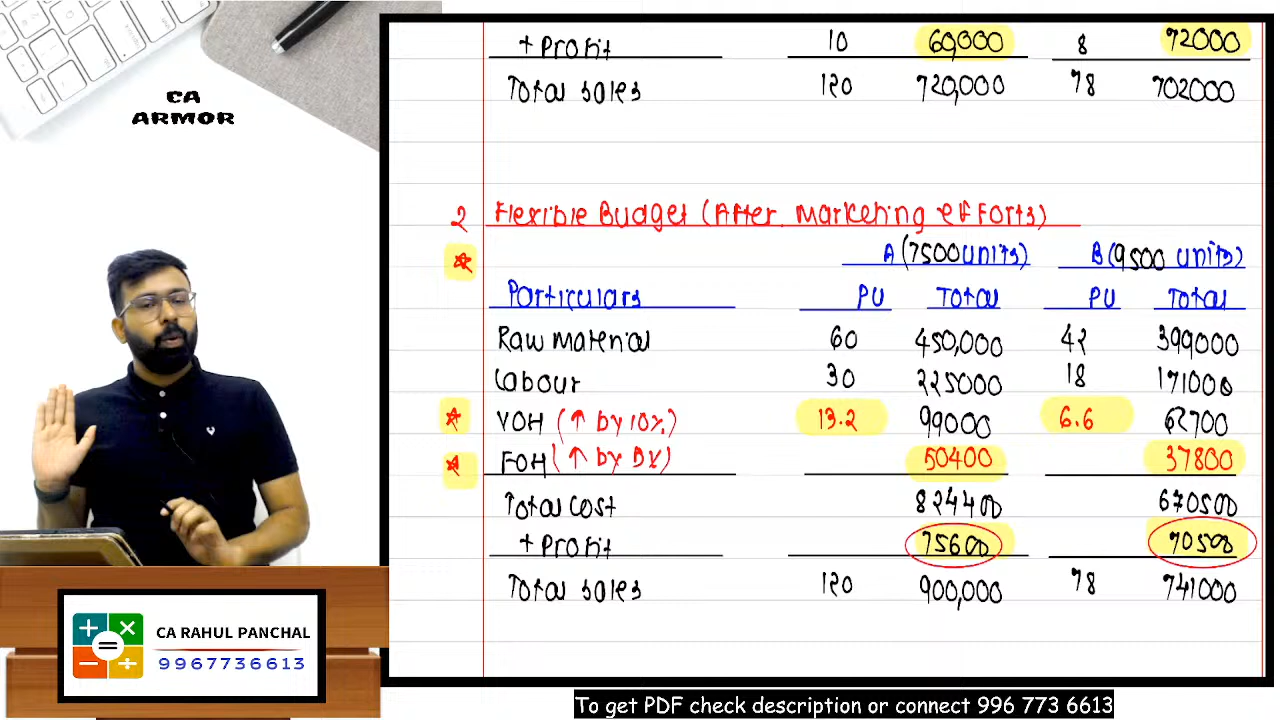 CA
ARMOR
+ Profit 10 60,000 8 72000
Total sales 120 720,000 78 702000
2 Flexible Budget (After Marketing efforts)
A (7500 units) B (9500 units)
Particulars PU Total PU Total
Raw material 60 450,000 42 399000
Labour 30 225000 18 171000
VOH (↑ by 10%) 13.2 99000 6.6 62700
FOH (↑ by 5%) 50400 37800
Total cost 824400 670500
+ Profit 75600 70500
Total sales 120 900,000 78 741000
CA RAHUL PANCHAL
9967736613
To get PDF check description or connect 996 773 6613